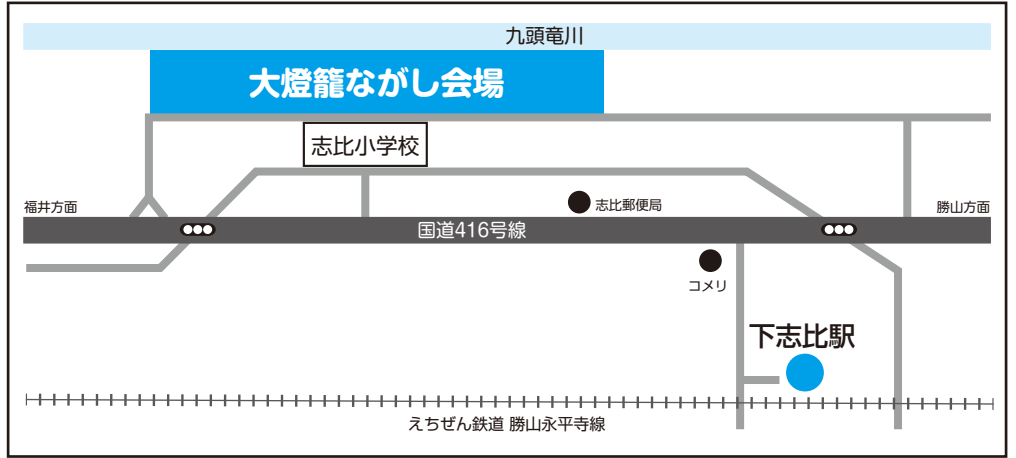 九頭竜川
大燈籠ながし会場
志比小学校
福井方面
志比郵便局
勝山方面
国道416号線
コメリ
下志比駅
えちぜん鉄道 勝山永平寺線